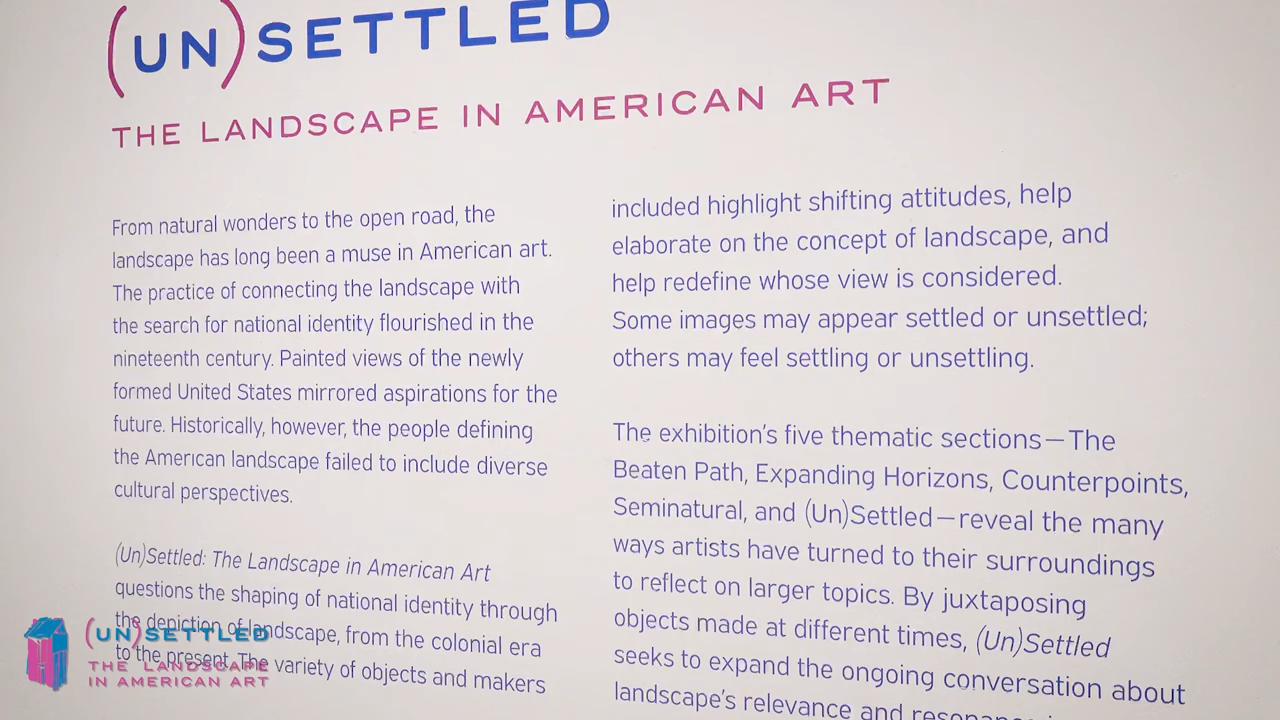 (UN)SETTLED
THE LANDSCAPE IN AMERICAN ART
From natural wonders to the open road, the
landscape has long been a muse in American art.
The practice of connecting the landscape with
the search for national identity flourished in the
nineteenth century. Painted views of the newly
formed United States mirrored aspirations for the
future. Historically, however, the people defining
the American landscape failed to include diverse
cultural perspectives.
(Un)Settled: The Landscape in American Art
questions the shaping of national identity through
the depiction of landscape, from the colonial era
to the present. The variety of objects and makers
included highlight shifting attitudes, help
elaborate on the concept of landscape, and
help redefine whose view is considered.
Some images may appear settled or unsettled;
others may feel settling or unsettling.
The exhibition's five thematic sections—The
Beaten Path, Expanding Horizons, Counterpoints,
Seminatural, and (Un)Settled—reveal the many
ways artists have turned to their surroundings
to reflect on larger topics. By juxtaposing
objects made at different times, (Un)Settled
seeks to expand the ongoing conversation about
landscape's relevance and
(UN)SETTLED
THE LANDSCAPE
IN AMERICAN ART